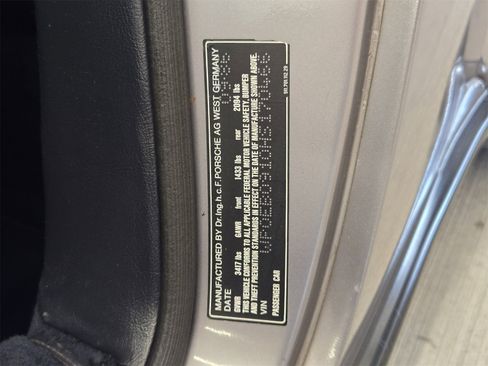 MANUFACTURED BY Dr.Ing.h.c.F.PORSCHE AG WEST GERMANY
DATE
GVWR 3417 lbs GAWR front 1433 lbs rear 2094 lbs
THIS VEHICLE CONFORMS TO ALL APPLICABLE FEDERAL MOTOR VEHICLE SAFETY, BUMPER
AND THEFT PREVENTION STANDARDS IN EFFECT ON THE DATE OF MANUFACTURE SHOWN ABOVE.
VIN
PASSENGER CAR